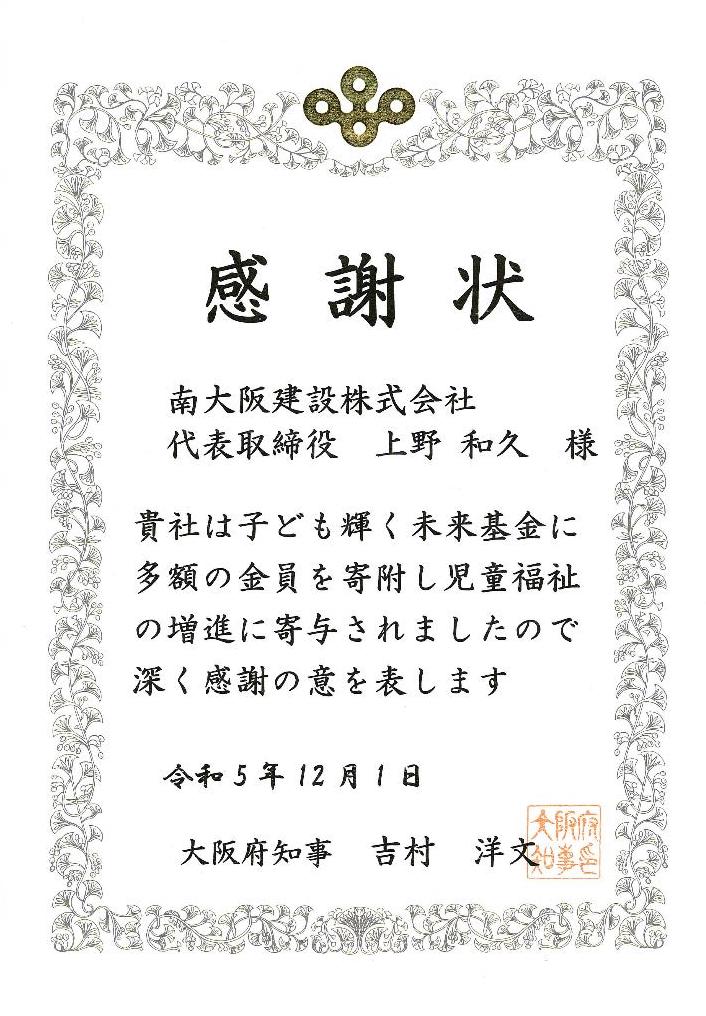 感謝状
南大阪建設株式会社
代表取締役　上野 和久　様
貴社は子ども輝く未来基金に
多額の金員を寄附し児童福祉
の増進に寄与されましたので
深く感謝の意を表します
令和5年12月1日
大阪府知事　吉村　洋文
大阪府
知事印